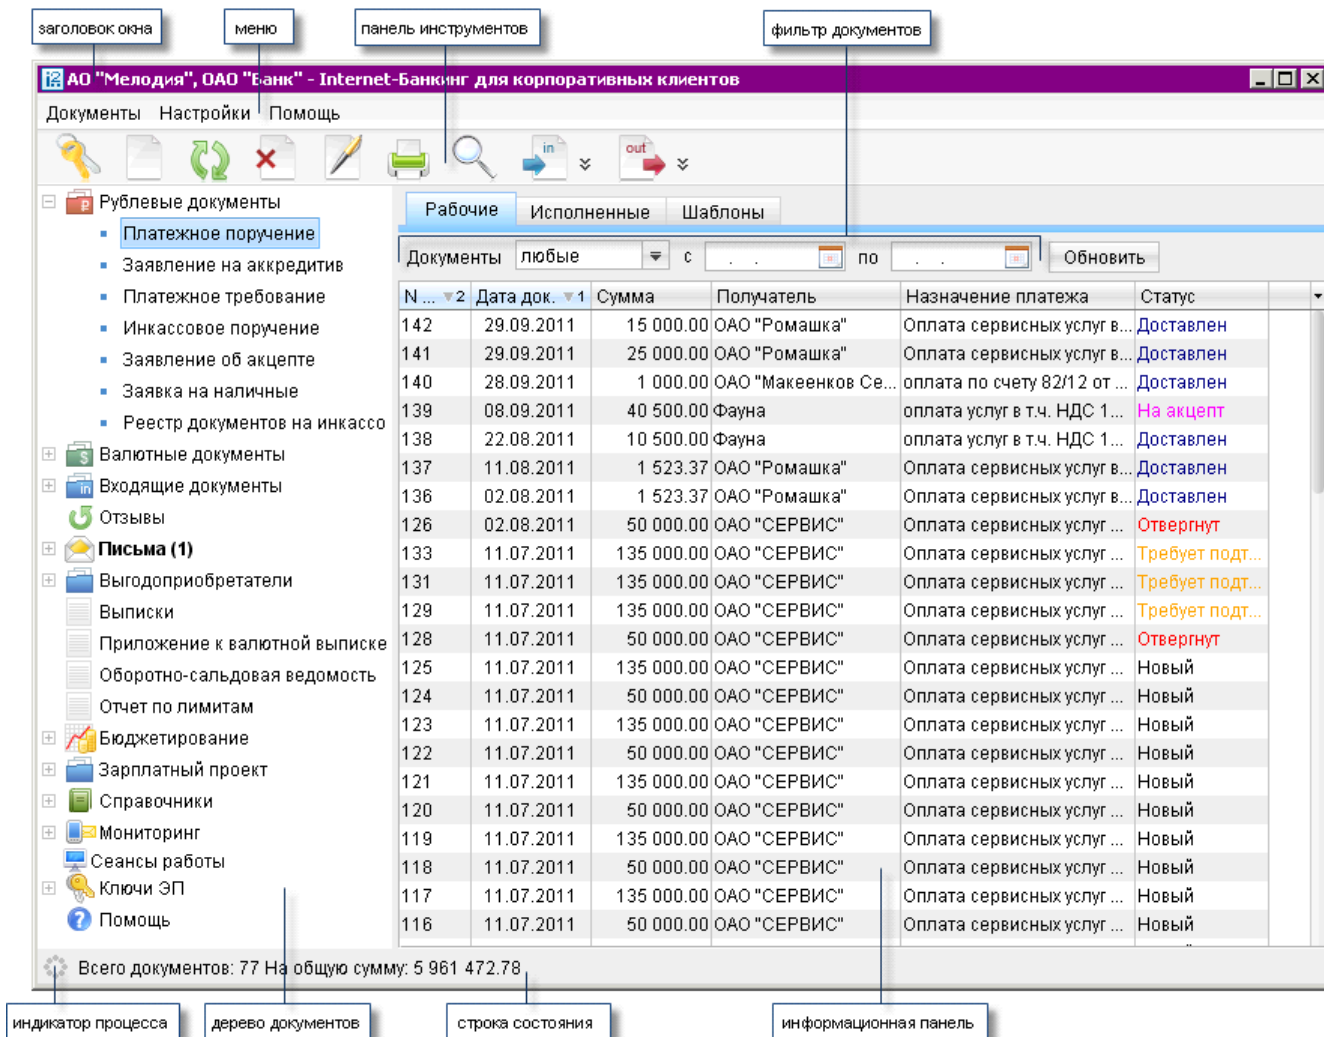 заголовок окна
меню
панель инструментов
фильтр документов
АО "Мелодия", ОАО "Банк" - Internet-Банкинг для корпоративных клиентов
Документы Настройки Помощь
in
out
Рублевые документы
Платежное поручение
Заявление на аккредитив
Платежное требование
Инкассовое поручение
Заявление об акцепте
Заявка на наличные
Реестр документов на инкассо
Валютные документы
Входящие документы
Отзывы
Письма (1)
Выгодоприобретатели
Выписки
Приложение к валютной выписке
Оборотно-сальдовая ведомость
Отчет по лимитам
Бюджетирование
Зарплатный проект
Справочники
Мониторинг
Сеансы работы
Ключи ЭП
Помощь
Рабочие Исполненные Шаблоны
Документы любые с . . по . . Обновить
N ... 2 Дата док. 1 Сумма Получатель Назначение платежа Статус
142 29.09.2011 15 000.00 ОАО "Ромашка" Оплата сервисных услуг в... Доставлен
141 29.09.2011 25 000.00 ОАО "Ромашка" Оплата сервисных услуг в... Доставлен
140 28.09.2011 1 000.00 ОАО "Макеенков Се... оплата по счету 82/12 от ... Доставлен
139 08.09.2011 40 500.00 Фауна оплата услуг в т.ч. НДС 1... На акцепт
138 22.08.2011 10 500.00 Фауна оплата услуг в т.ч. НДС 1... Доставлен
137 11.08.2011 1 523.37 ОАО "Ромашка" Оплата сервисных услуг в... Доставлен
136 02.08.2011 1 523.37 ОАО "Ромашка" Оплата сервисных услуг в... Доставлен
126 02.08.2011 50 000.00 ОАО "СЕРВИС" Оплата сервисных услуг ... Отвергнут
133 11.07.2011 135 000.00 ОАО "СЕРВИС" Оплата сервисных услуг ... Требует подт...
131 11.07.2011 135 000.00 ОАО "СЕРВИС" Оплата сервисных услуг ... Требует подт...
129 11.07.2011 135 000.00 ОАО "СЕРВИС" Оплата сервисных услуг ... Требует подт...
128 11.07.2011 50 000.00 ОАО "СЕРВИС" Оплата сервисных услуг ... Отвергнут
125 11.07.2011 135 000.00 ОАО "СЕРВИС" Оплата сервисных услуг ... Новый
124 11.07.2011 50 000.00 ОАО "СЕРВИС" Оплата сервисных услуг ... Новый
123 11.07.2011 135 000.00 ОАО "СЕРВИС" Оплата сервисных услуг ... Новый
122 11.07.2011 50 000.00 ОАО "СЕРВИС" Оплата сервисных услуг ... Новый
121 11.07.2011 135 000.00 ОАО "СЕРВИС" Оплата сервисных услуг ... Новый
120 11.07.2011 50 000.00 ОАО "СЕРВИС" Оплата сервисных услуг ... Новый
119 11.07.2011 135 000.00 ОАО "СЕРВИС" Оплата сервисных услуг ... Новый
118 11.07.2011 50 000.00 ОАО "СЕРВИС" Оплата сервисных услуг ... Новый
117 11.07.2011 135 000.00 ОАО "СЕРВИС" Оплата сервисных услуг ... Новый
116 11.07.2011 50 000.00 ОАО "СЕРВИС" Оплата сервисных услуг ... Новый
Всего документов: 77 На общую сумму: 5 961 472.78
индикатор процесса
дерево документов
строка состояния
информационная панель